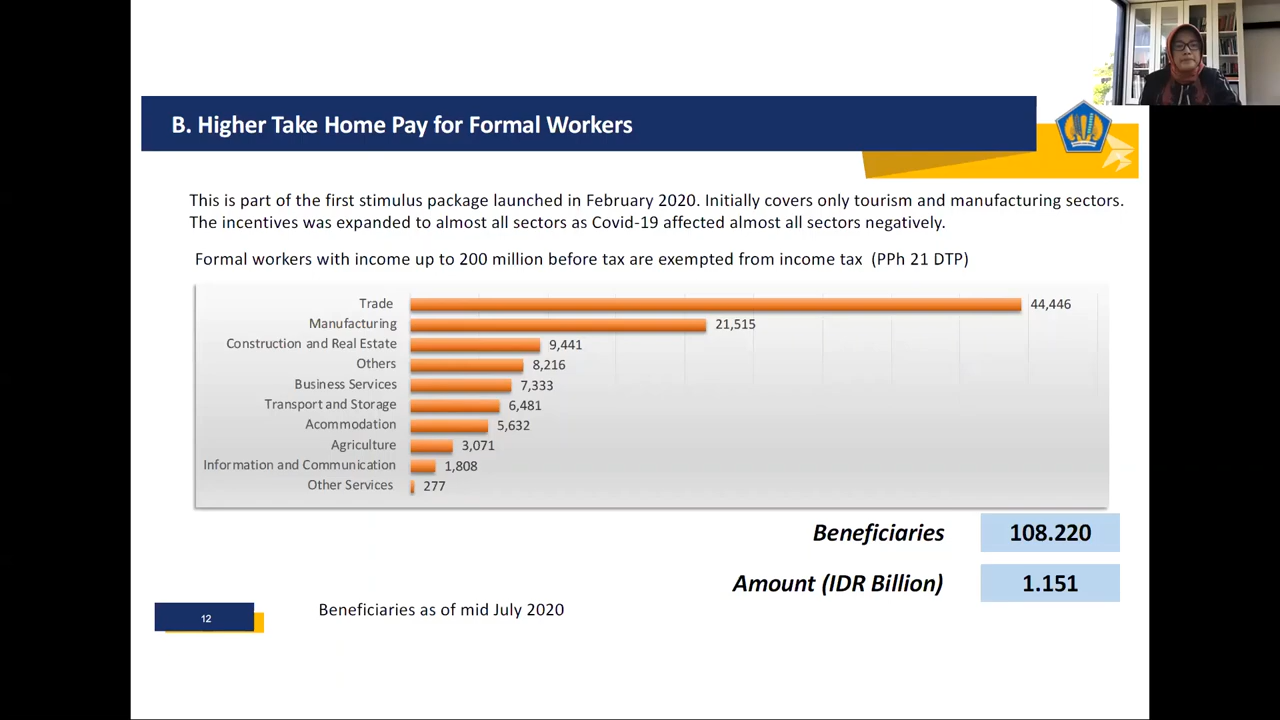 B. Higher Take Home Pay for Formal Workers
This is part of the first stimulus package launched in February 2020. Initially covers only tourism and manufacturing sectors.
The incentives was expanded to almost all sectors as Covid-19 affected almost all sectors negatively.
Formal workers with income up to 200 million before tax are exempted from income tax (PPh 21 DTP)
Trade 44,446
Manufacturing 21,515
Construction and Real Estate 9,441
Others 8,216
Business Services 7,333
Transport and Storage 6,481
Acommodation 5,632
Agriculture 3,071
Information and Communication 1,808
Other Services 277
Beneficiaries 108.220
Amount (IDR Billion) 1.151
Beneficiaries as of mid July 2020
12